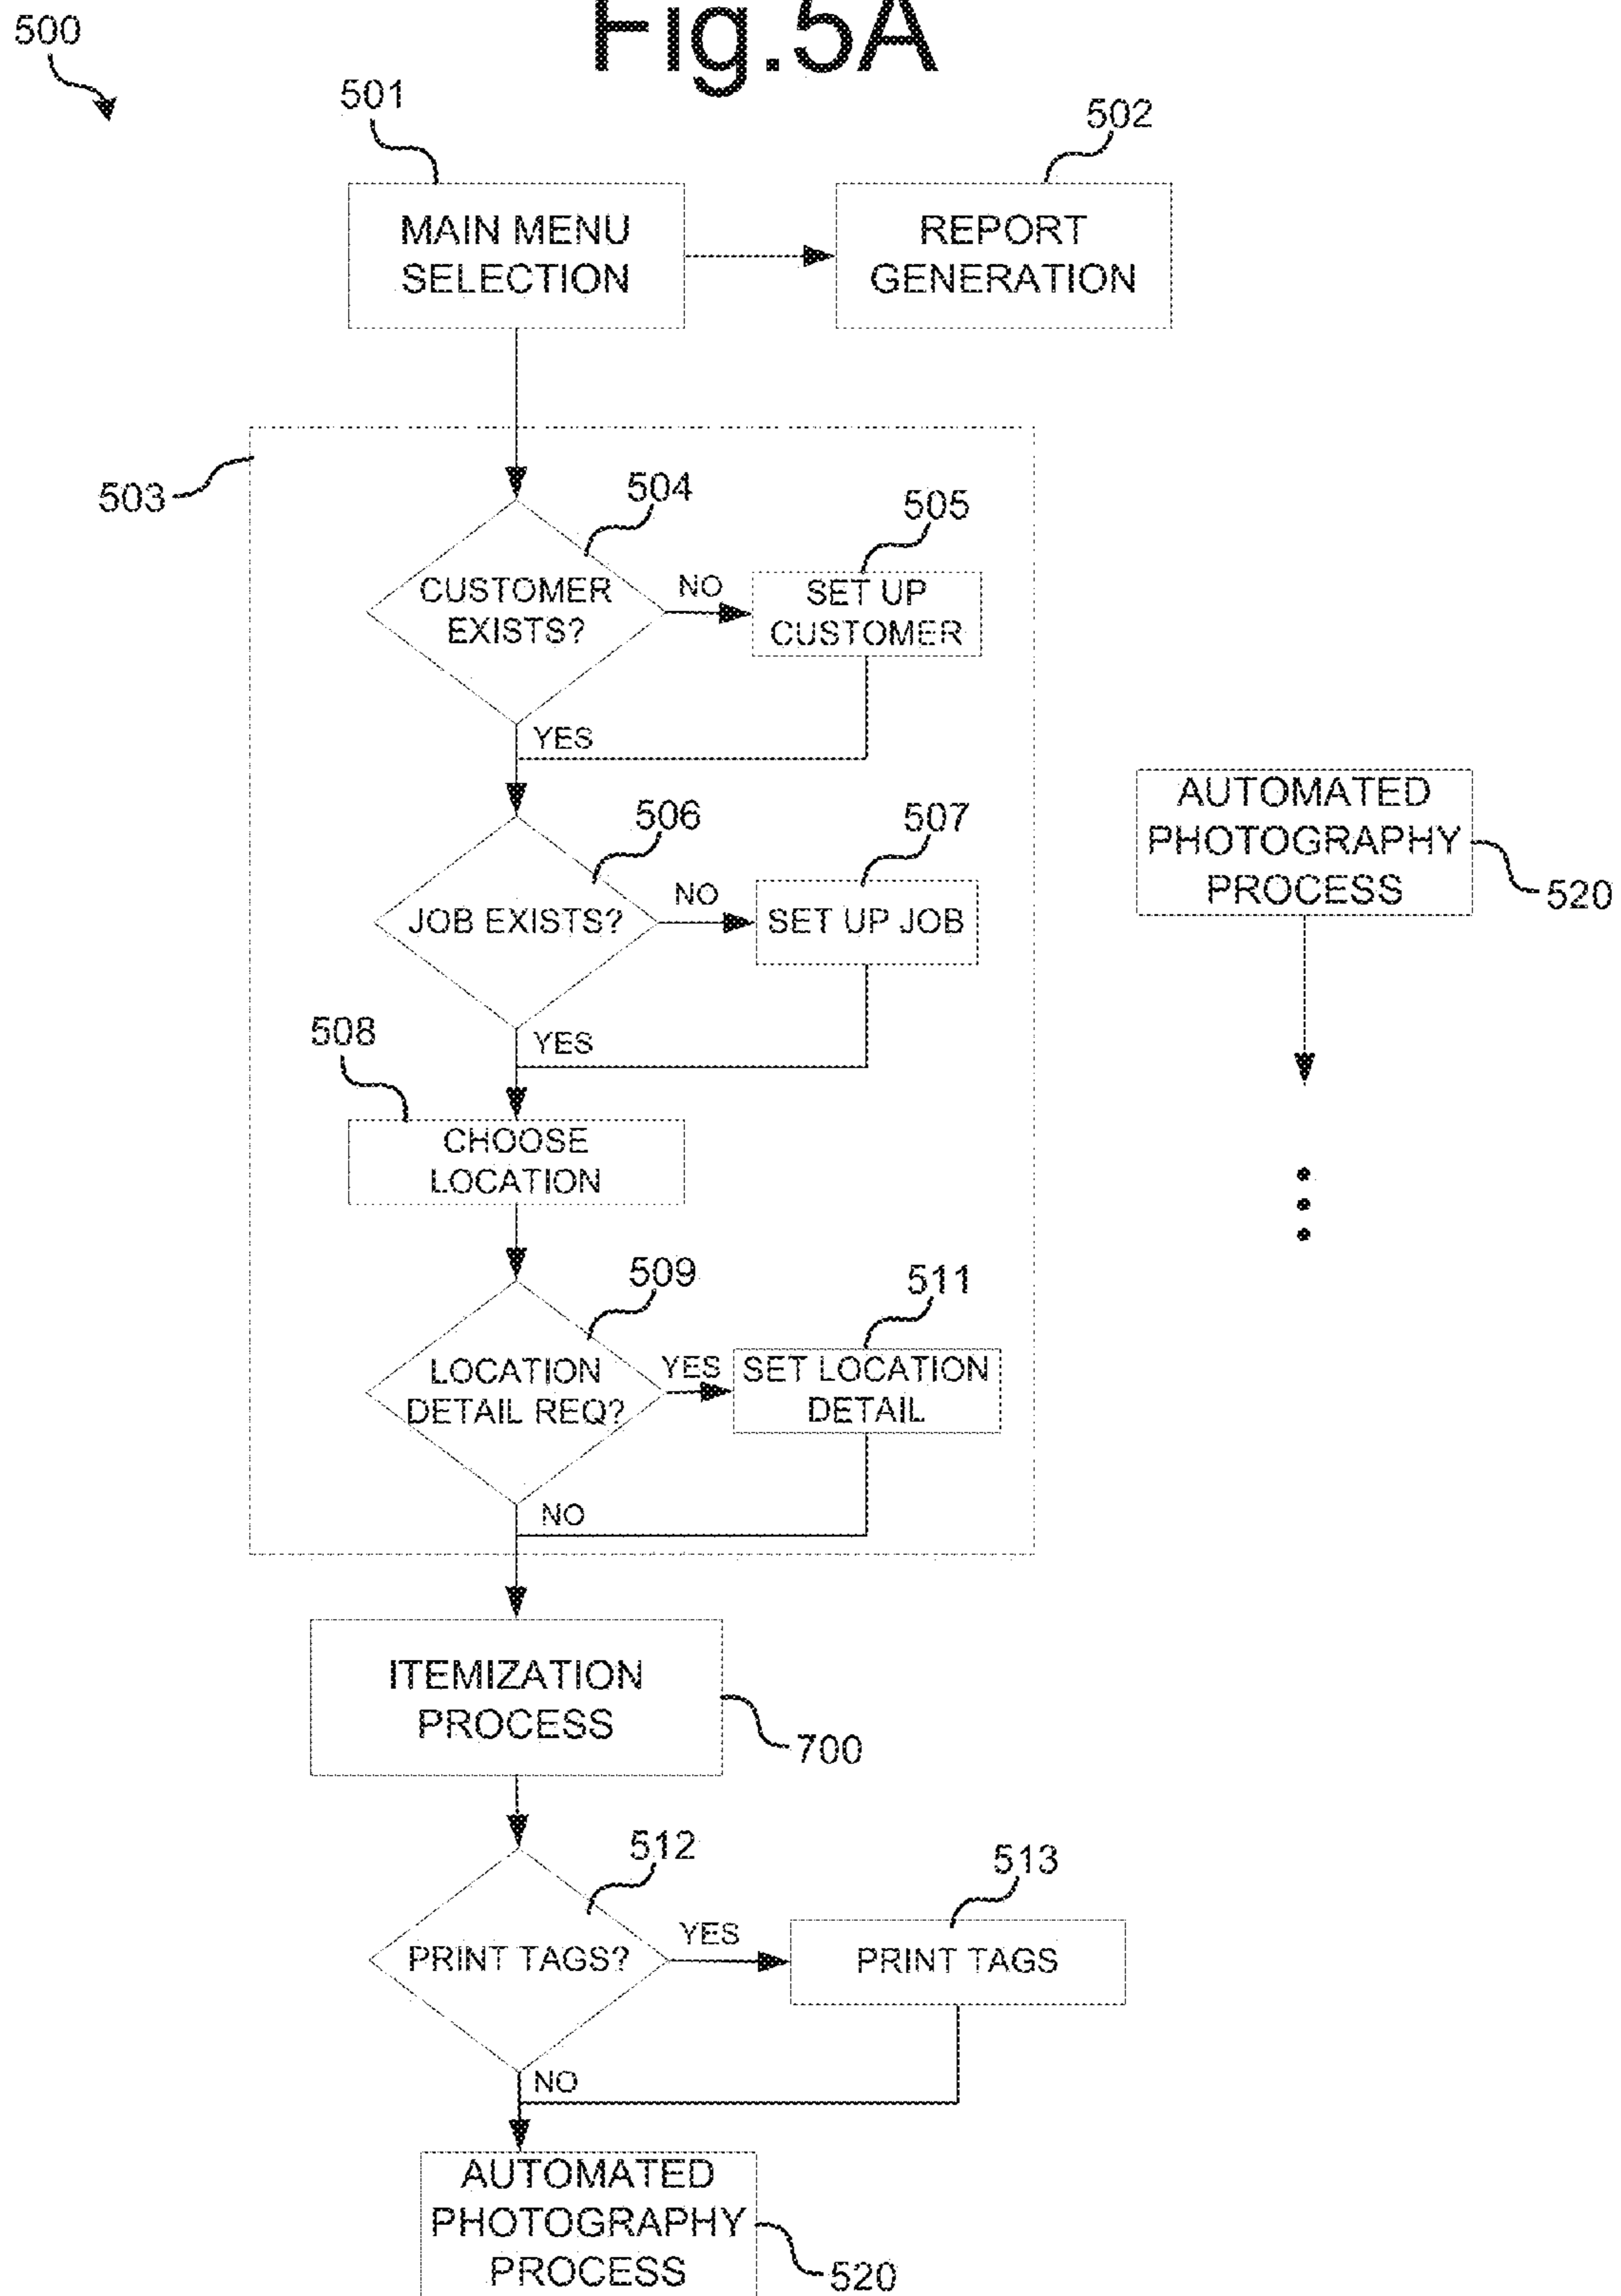 Fig.5A
500
501
502
MAIN MENU
SELECTION
REPORT
GENERATION
503
504
505
CUSTOMER
EXISTS?
NO
SET UP
CUSTOMER
YES
506
507
JOB EXISTS?
NO
SET UP JOB
YES
AUTOMATED
PHOTOGRAPHY
PROCESS
520
508
CHOOSE
LOCATION
509
511
LOCATION
DETAIL REQ?
YES
SET LOCATION
DETAIL
NO
ITEMIZATION
PROCESS
700
512
513
PRINT TAGS?
YES
PRINT TAGS
NO
AUTOMATED
PHOTOGRAPHY
PROCESS
520